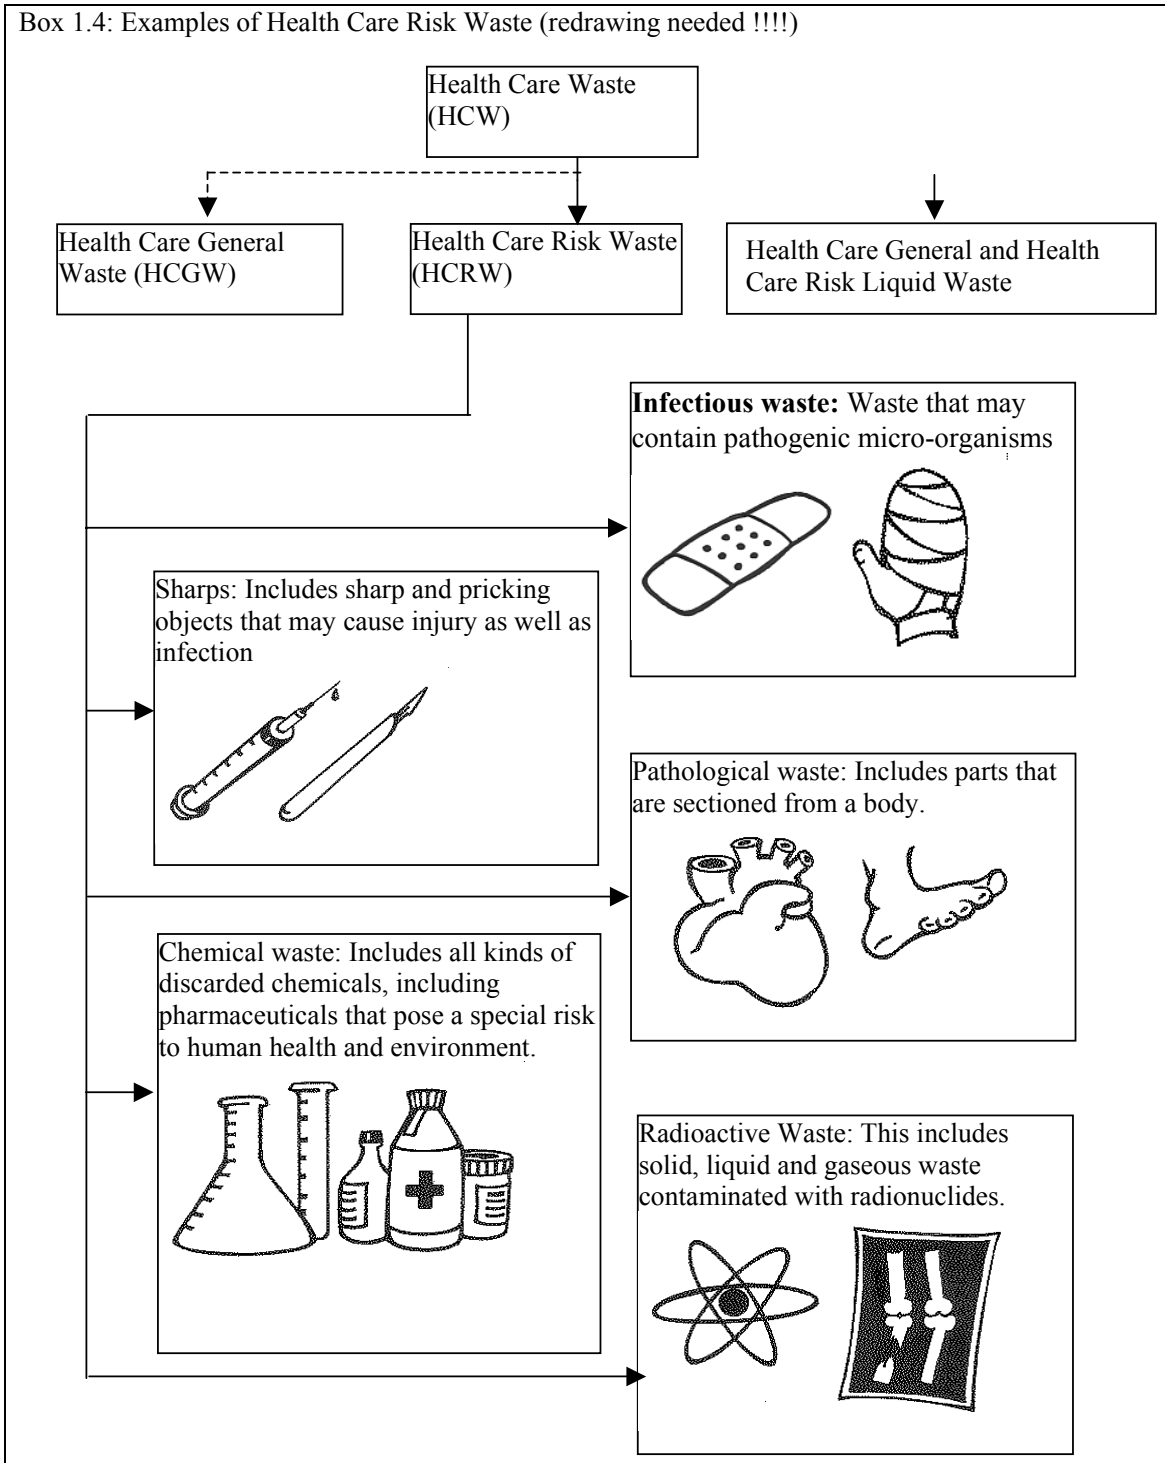 Box 1.4: Examples of Health Care Risk Waste (redrawing needed !!!!)
Health Care Waste
(HCW)
Health Care General
Waste (HCGW)
Health Care Risk Waste
(HCRW)
Health Care General and Health
Care Risk Liquid Waste
Infectious waste: Waste that may
contain pathogenic micro-organisms
Sharps: Includes sharp and pricking
objects that may cause injury as well as
infection
Pathological waste: Includes parts that
are sectioned from a body.
Chemical waste: Includes all kinds of
discarded chemicals, including
pharmaceuticals that pose a special risk
to human health and environment.
Radioactive Waste: This includes
solid, liquid and gaseous waste
contaminated with radionuclides.